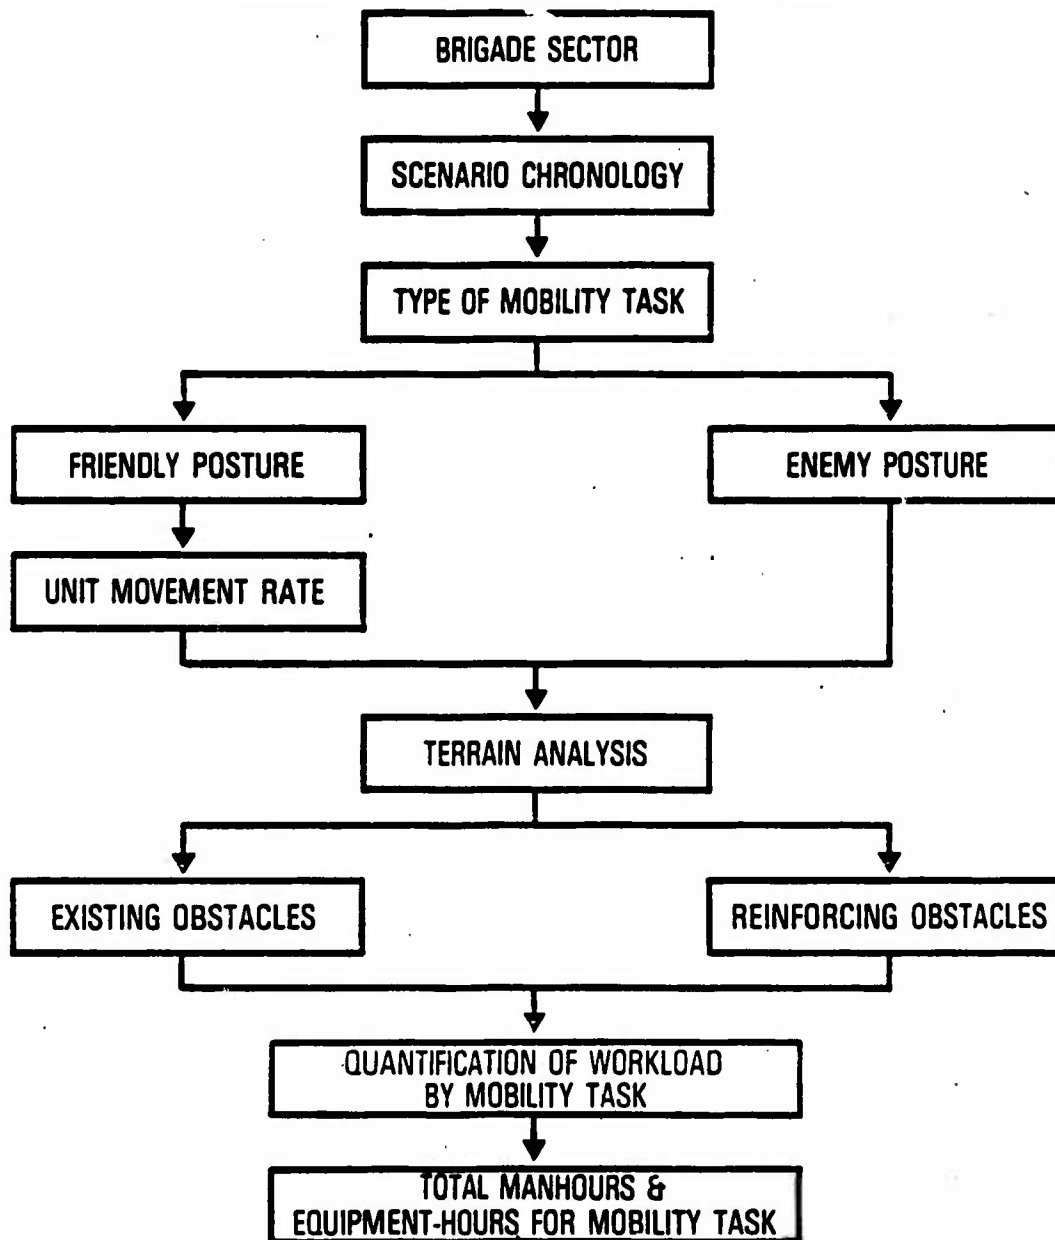 BRIGADE SECTOR
SCENARIO CHRONOLOGY
TYPE OF MOBILITY TASK
FRIENDLY POSTURE
ENEMY POSTURE
UNIT MOVEMENT RATE
TERRAIN ANALYSIS
EXISTING OBSTACLES
REINFORCING OBSTACLES
QUANTIFICATION OF WORKLOAD
BY MOBILITY TASK
TOTAL MANHOURS &
EQUIPMENT-HOURS FOR MOBILITY TASK